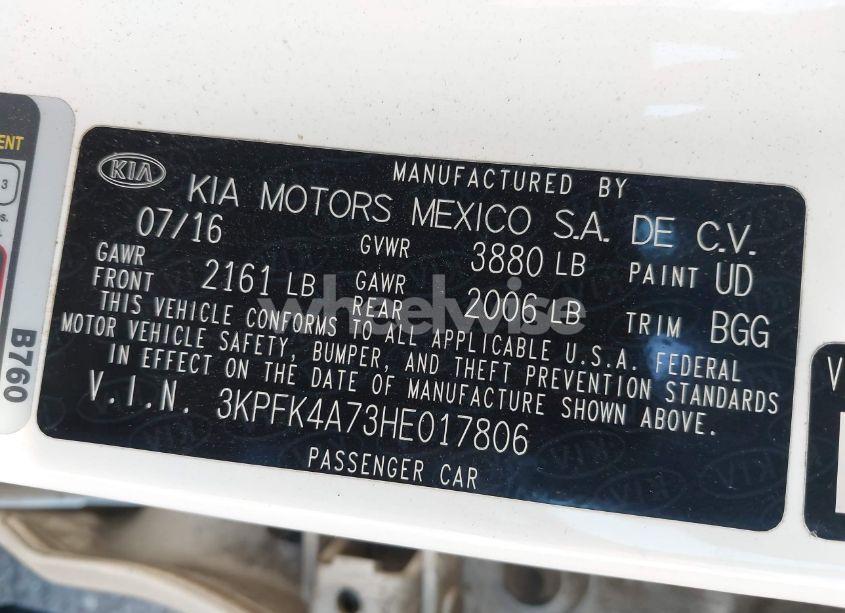 MANUFACTURED BY
KIA
KIA MOTORS MEXICO S.A. DE C.V.
07/16 GVWR 3880 LB PAINT UD
GAWR FRONT 2161 LB GAWR REAR 2006 LB TRIM BGG
THIS VEHICLE CONFORMS TO ALL APPLICABLE U.S.A. FEDERAL
MOTOR VEHICLE SAFETY, BUMPER, AND THEFT PREVENTION STANDARDS
IN EFFECT ON THE DATE OF MANUFACTURE SHOWN ABOVE.
V.I.N. 3KPFK4A73HE017806
PASSENGER CAR
B760
ENT
3
s.
V
wheelwise